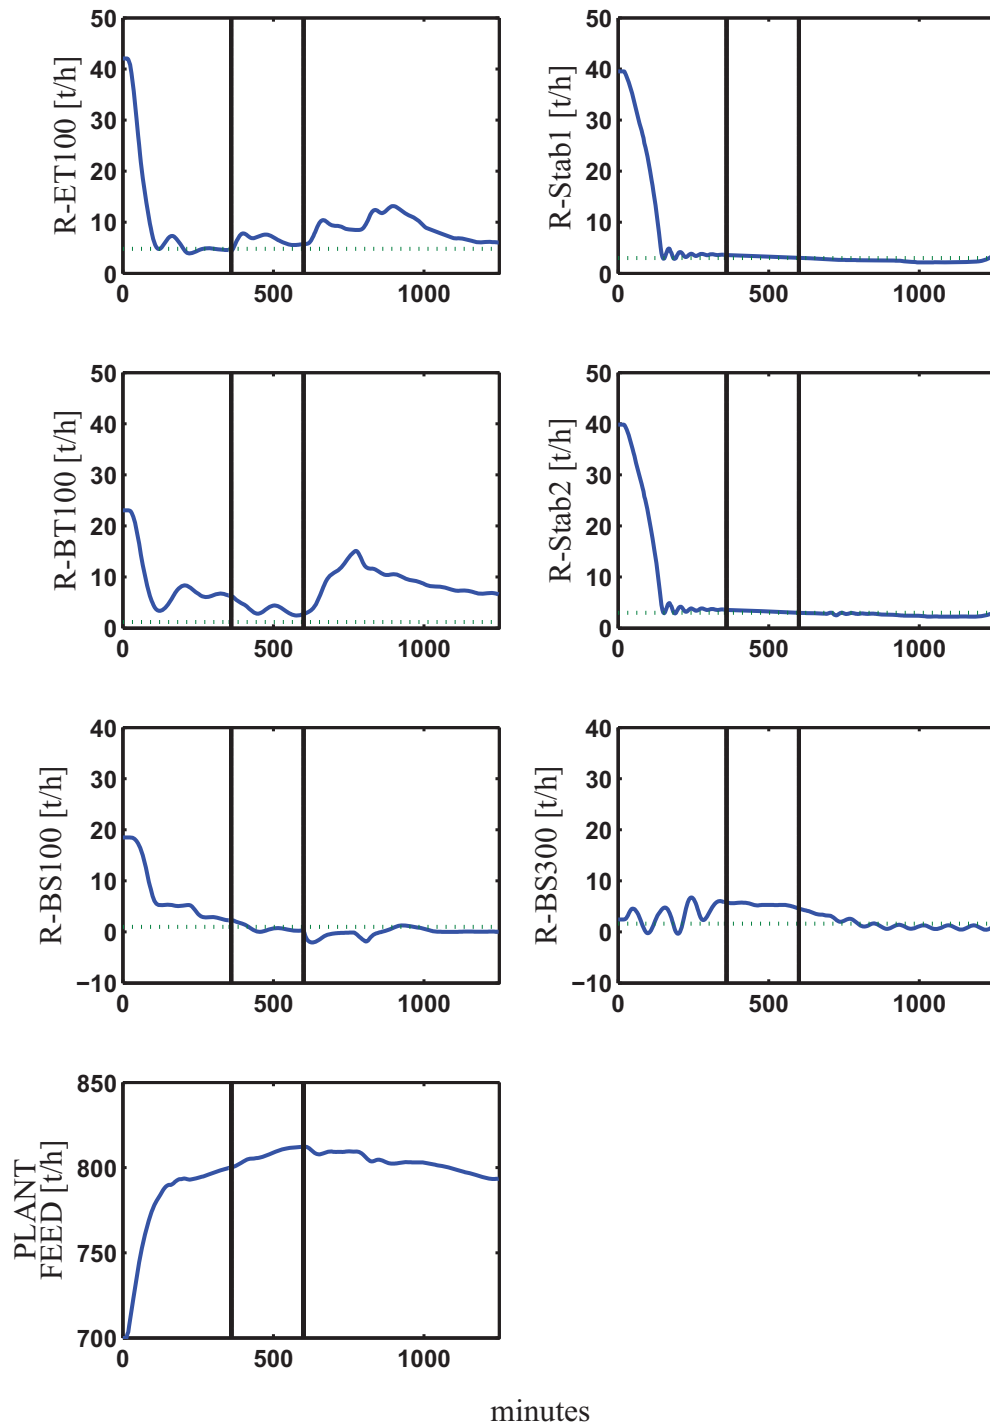 R-ET100 [t/h]
50
40
30
20
10
0
0 500 1000
R-Stab1 [t/h]
50
40
30
20
10
0
0 500 1000
R-BT100 [t/h]
50
40
30
20
10
0
0 500 1000
R-Stab2 [t/h]
50
40
30
20
10
0
0 500 1000
R-BS100 [t/h]
40
30
20
10
0
−10
0 500 1000
R-BS300 [t/h]
40
30
20
10
0
−10
0 500 1000
PLANT
FEED [t/h]
850
800
750
700
0 500 1000
minutes